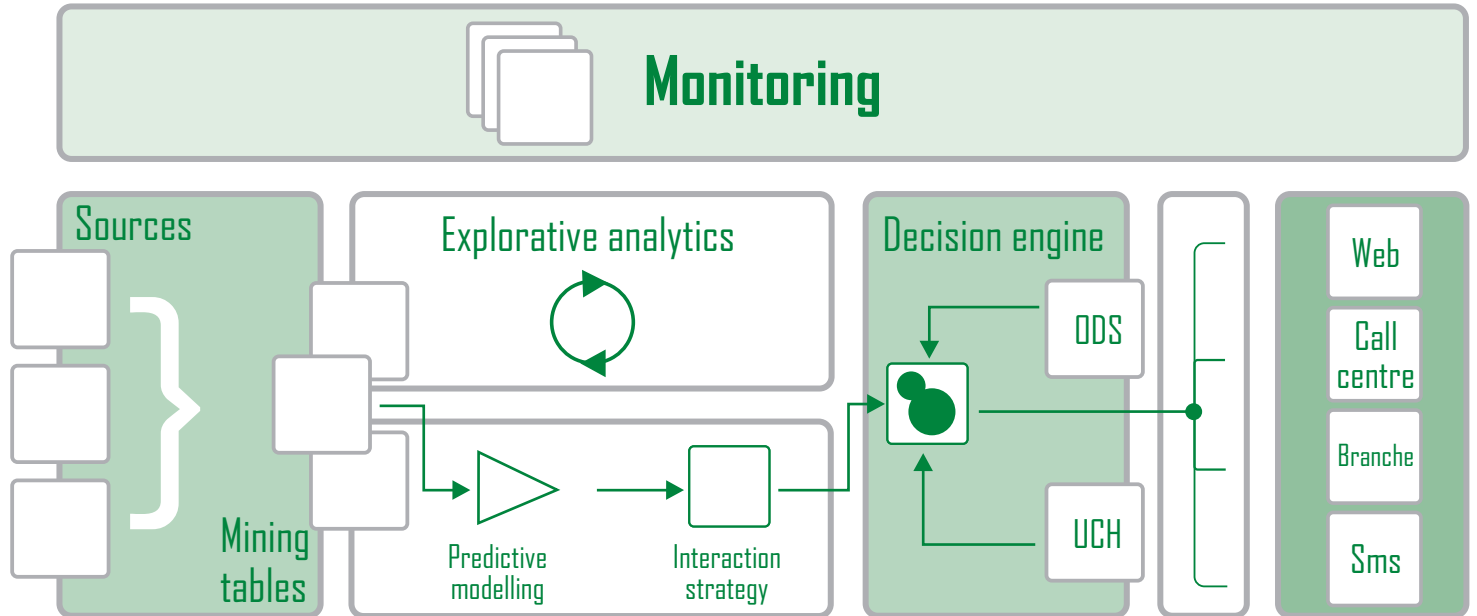 Monitoring
Sources
Mining
tables
Explorative analytics
Predictive
modelling
Interaction
strategy
Decision engine
ODS
UCH
Web
Call
centre
Branche
Sms